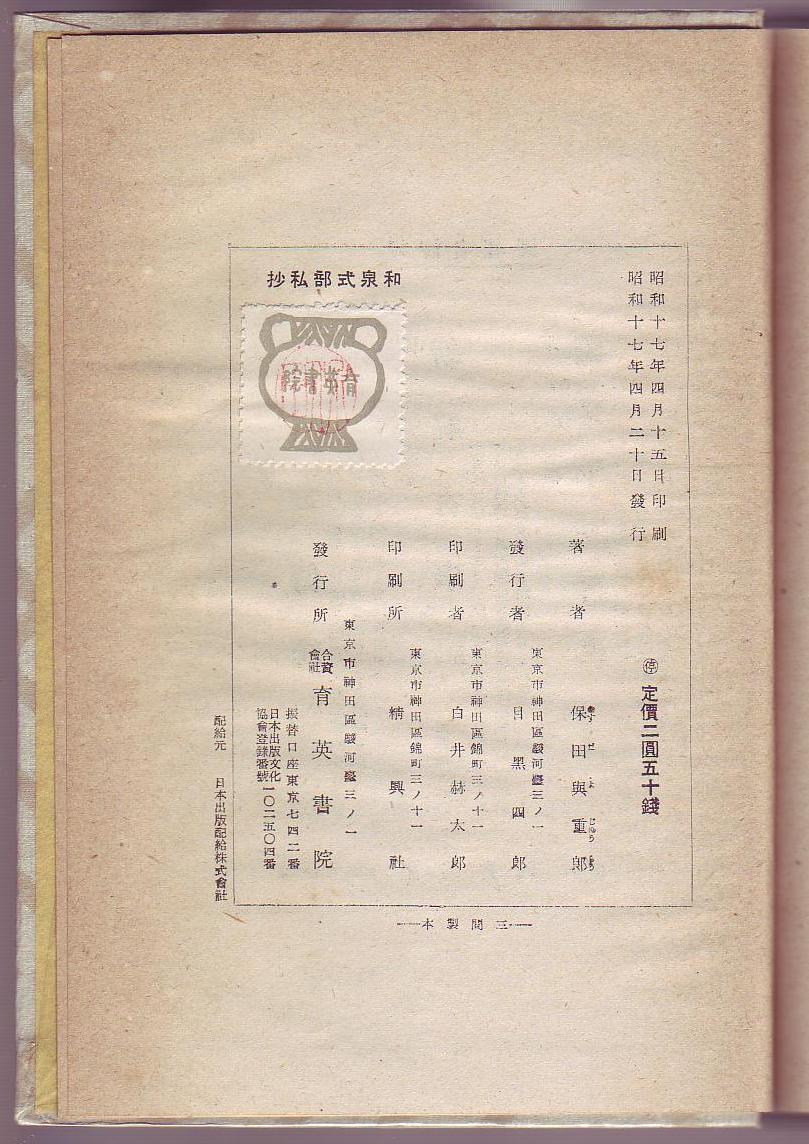 昭和十七年四月十五日印刷
昭和十七年四月二十日發行
和泉式部私抄
育英書院
停 定價二圓五十錢
著者 保田與重郎
東京市神田區駿河臺三ノ一
發行者 目黑四郎
東京市神田區錦町三ノ十一
印刷者 白井赫太郎
東京市神田區錦町三ノ十一
印刷所 精興社
東京市神田區駿河臺三ノ一
發行所 合資會社 育英書院
振替口座東京七四二番
日本出版文化協會登錄番號 一〇二五〇四番
配給元 日本出版配給株式會社
三間製本